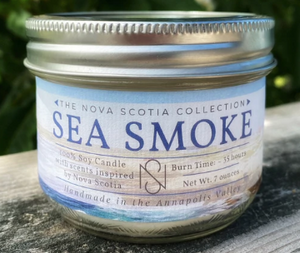 THE NOVA SCOTIA COLLECTION
SEA SMOKE
100% Soy Candle
with scents inspired
by Nova Scotia
NS
Burn Time: ~ 35 hours
Net Wt. 7 ounces
Handmade in the Annapolis Valley